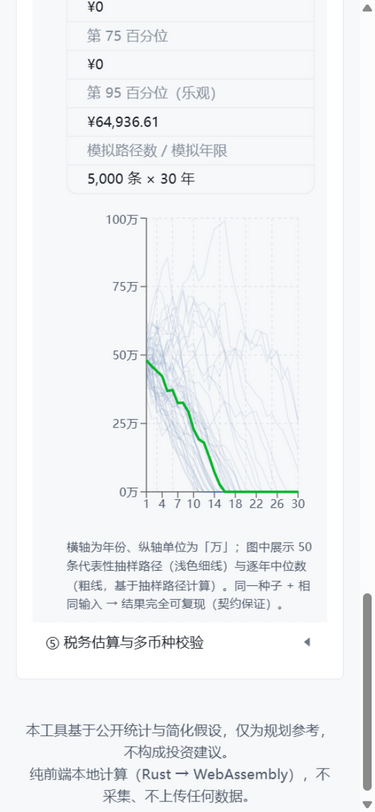 ¥0
第 75 百分位
¥0
第 95 百分位（乐观）
¥64,936.61
模拟路径数 / 模拟年限
5,000 条 × 30 年
100万
75万
50万
25万
0万
1 4 7 10 14 18 22 26 30
横轴为年份、纵轴单位为「万」；图中展示 50
条代表性抽样路径（浅色细线）与逐年中位数
（粗线，基于抽样路径计算）。同一种子 + 相
同输入 → 结果完全可复现（契约保证）。
⑤ 税务估算与多币种校验
本工具基于公开统计与简化假设，仅为规划参考，
不构成投资建议。
纯前端本地计算（Rust → WebAssembly），不
采集、不上传任何数据。